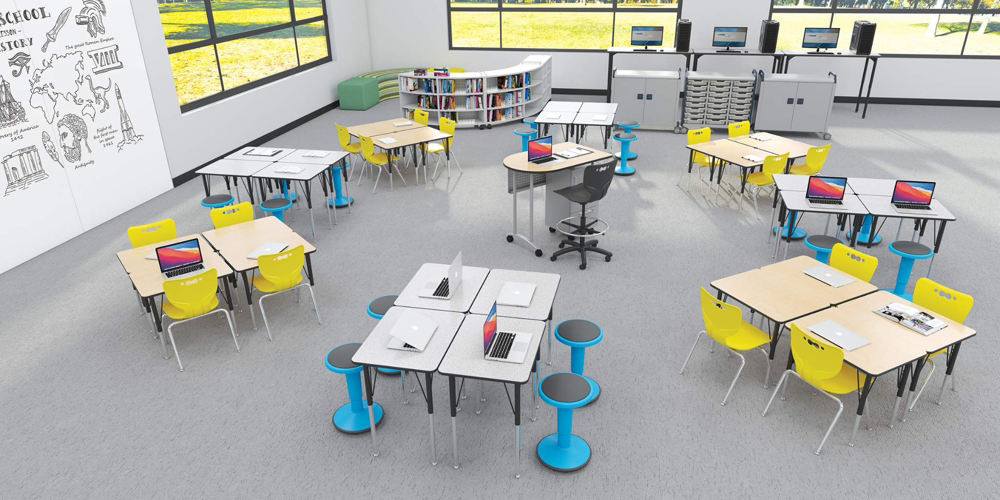 SCHOOL
LESSON -
STORY
The great Roman Empire
VIII
overy of America
1492
flight of
the first man
in space
1961
Antiquity